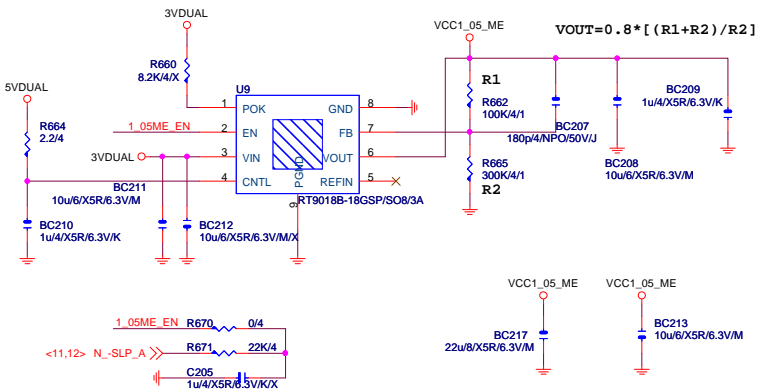 3VDUAL
VCC1_05_ME
VOUT=0.8*[(R1+R2)/R2]
R660
8.2K/4/X
5VDUAL
U9
R1
BC209
1u/4/X5R/6.3V/K
1
POK
GND
8
R662
100K/4/1
R664
2.2/4
1_05ME_EN
2
EN
FB
7
BC207
180p/4/NPO/50V/J
3VDUAL
3
VIN
VOUT
6
R665
300K/4/1
BC208
10u/6/X5R/6.3V/M
4
CNTL
PGND
REFIN
5
R2
BC211
10u/6/X5R/6.3V/M
9
RT9018B-18GSP/SO8/3A
BC210
1u/4/X5R/6.3V/K
BC212
10u/6/X5R/6.3V/M/X
VCC1_05_ME
VCC1_05_ME
1_05ME_EN
R670
0/4
<11,12>
N_-SLP_A
R671
22K/4
BC217
22u/8/X5R/6.3V/M
BC213
10u/6/X5R/6.3V/M
C205
1u/4/X5R/6.3V/K/X